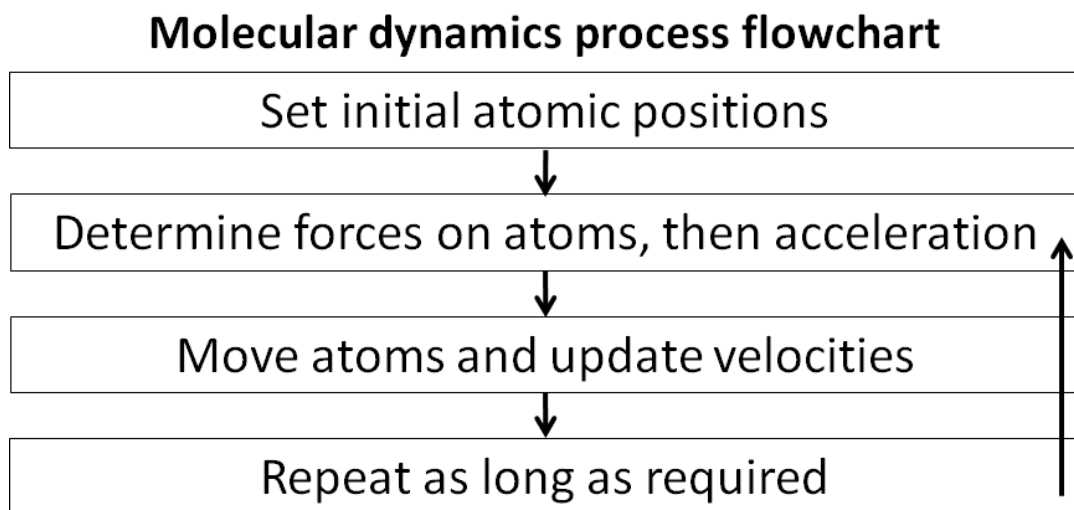 Molecular dynamics process flowchart
Set initial atomic positions
Determine forces on atoms, then acceleration
Move atoms and update velocities
Repeat as long as required